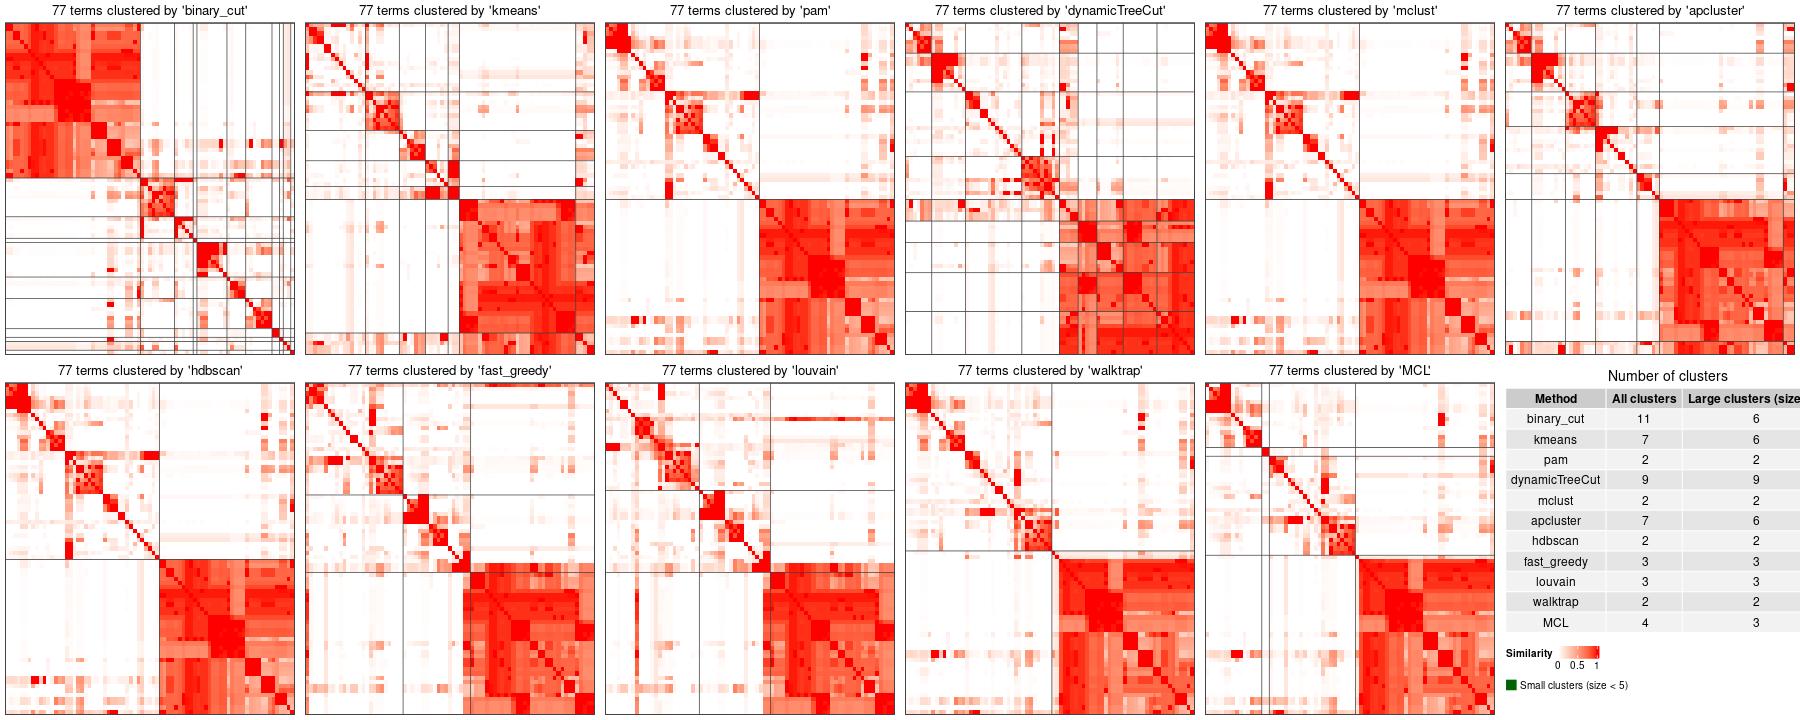 77 terms clustered by 'binary_cut'
77 terms clustered by 'kmeans'
77 terms clustered by 'pam'
77 terms clustered by 'dynamicTreeCut'
77 terms clustered by 'mclust'
77 terms clustered by 'apcluster'
77 terms clustered by 'hdbscan'
77 terms clustered by 'fast_greedy'
77 terms clustered by 'louvain'
77 terms clustered by 'walktrap'
77 terms clustered by 'MCL'
Number of clusters
Method All clusters Large clusters (size
binary_cut 11 6
kmeans 7 6
pam 2 2
dynamicTreeCut 9 9
mclust 2 2
apcluster 7 6
hdbscan 2 2
fast_greedy 3 3
louvain 3 3
walktrap 2 2
MCL 4 3
Similarity
0 0.5 1
Small clusters (size < 5)